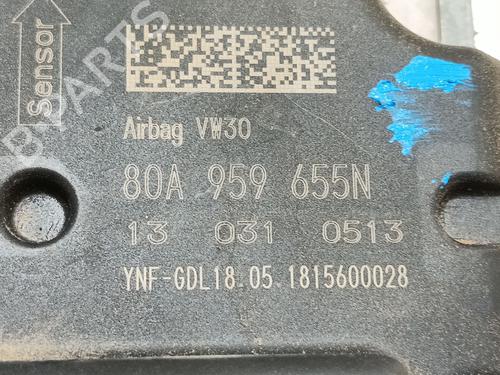 Sensor
Airbag VW30
80A 959 655N
13 031 0513
YNF-GDL18.05.1815600028